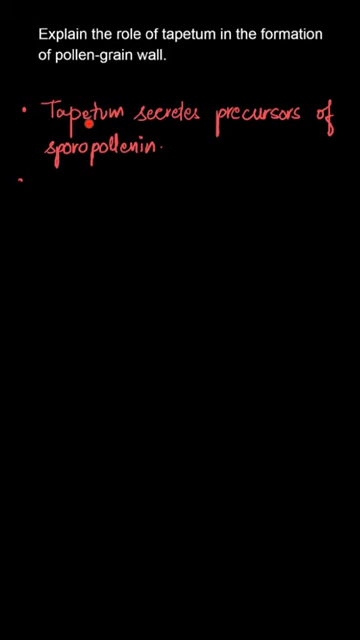 Explain the role of tapetum in the formation
of pollen-grain wall.
• Tapetum secretes precursors of
sporopollenin.